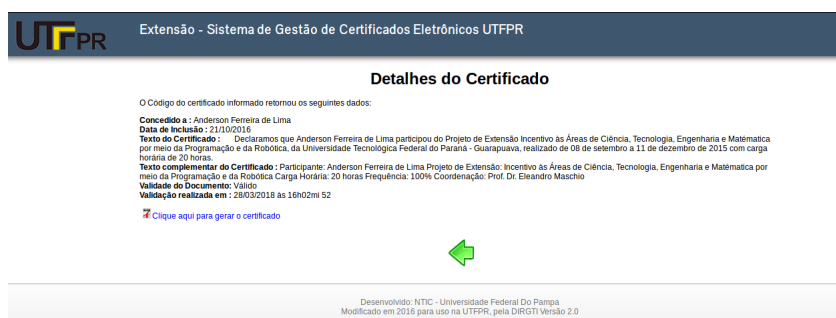 UTFPR
Extensão - Sistema de Gestão de Certificados Eletrônicos UTFPR
Detalhes do Certificado
O Código do certificado informado retornou os seguintes dados:
Concedido a : Anderson Ferreira de Lima
Data de Inclusão : 21/10/2016
Texto do Certificado : Declaramos que Anderson Ferreira de Lima participou do Projeto de Extensão Incentivo às Áreas de Ciência, Tecnologia, Engenharia e Matématica
por meio da Programação e da Robótica, da Universidade Tecnológica Federal do Paraná - Guarapuava, realizado de 08 de setembro a 11 de dezembro de 2015 com carga
horária de 20 horas.
Texto complementar do Certificado : Participante: Anderson Ferreira de Lima Projeto de Extensão: Incentivo às Áreas de Ciência, Tecnologia, Engenharia e Matématica por
meio da Programação e da Robótica Carga Horária: 20 horas Frequência: 100% Coordenação: Prof. Dr. Eleandro Maschio
Validade do Documento: Válido
Validação realizada em : 28/03/2018 às 16h02mi 52
Clique aqui para gerar o certificado
Desenvolvido: NTIC - Universidade Federal Do Pampa
Modificado em 2016 para uso na UTFPR, pela DIRGTI Versão 2.0